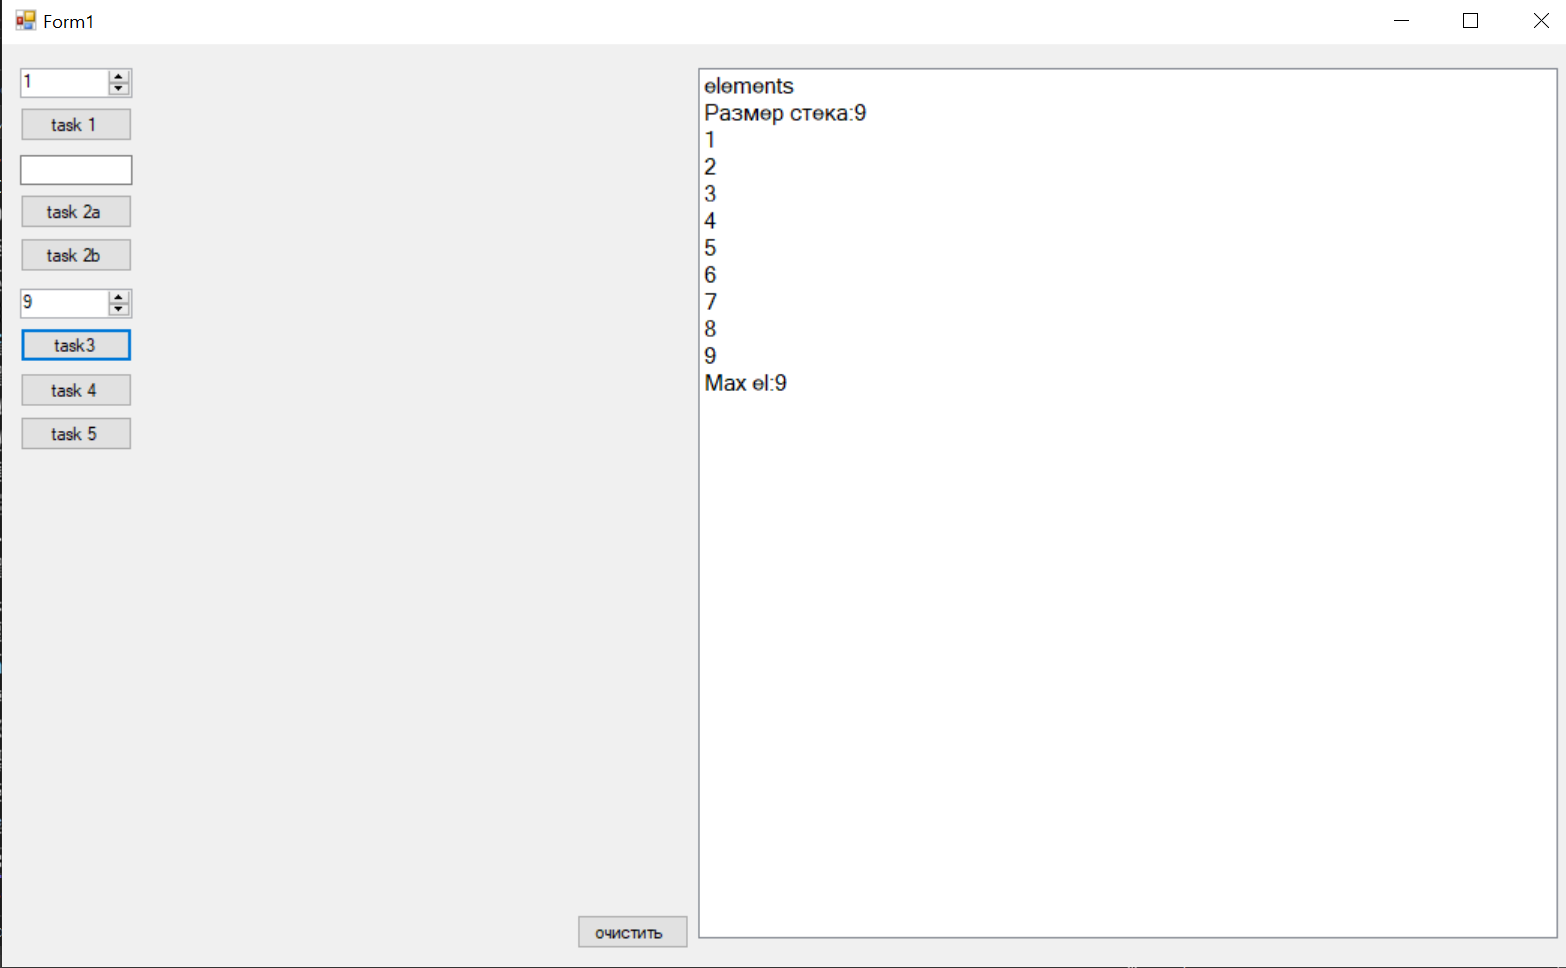 Form1
1
task 1
task 2a
task 2b
9
task3
task 4
task 5
очистить
elements
Размер стека:9
1
2
3
4
5
6
7
8
9
Max el:9